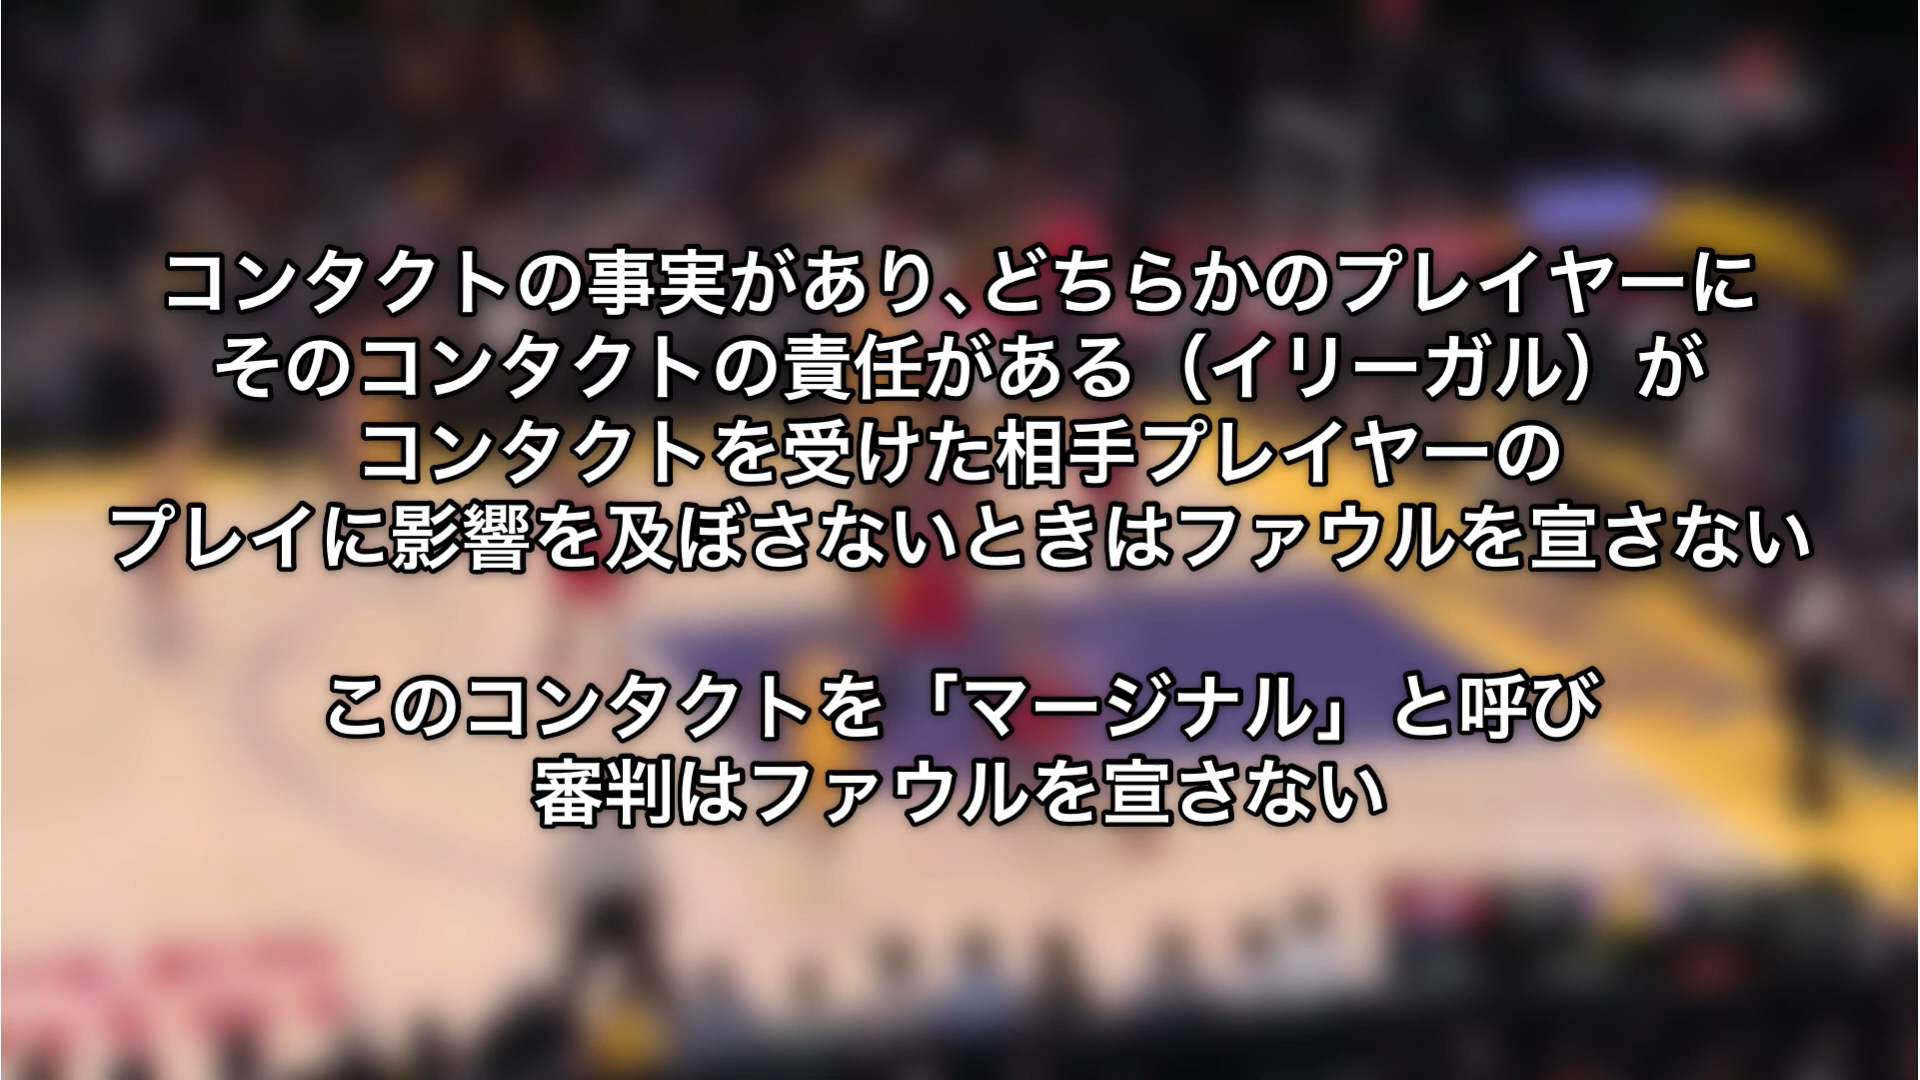 コンタクトの事実があり、どちらかのプレイヤーに
そのコンタクトの責任がある（イリーガル）が
コンタクトを受けた相手プレイヤーの
プレイに影響を及ぼさないときはファウルを宣さない
このコンタクトを「マージナル」と呼び
審判はファウルを宣さない